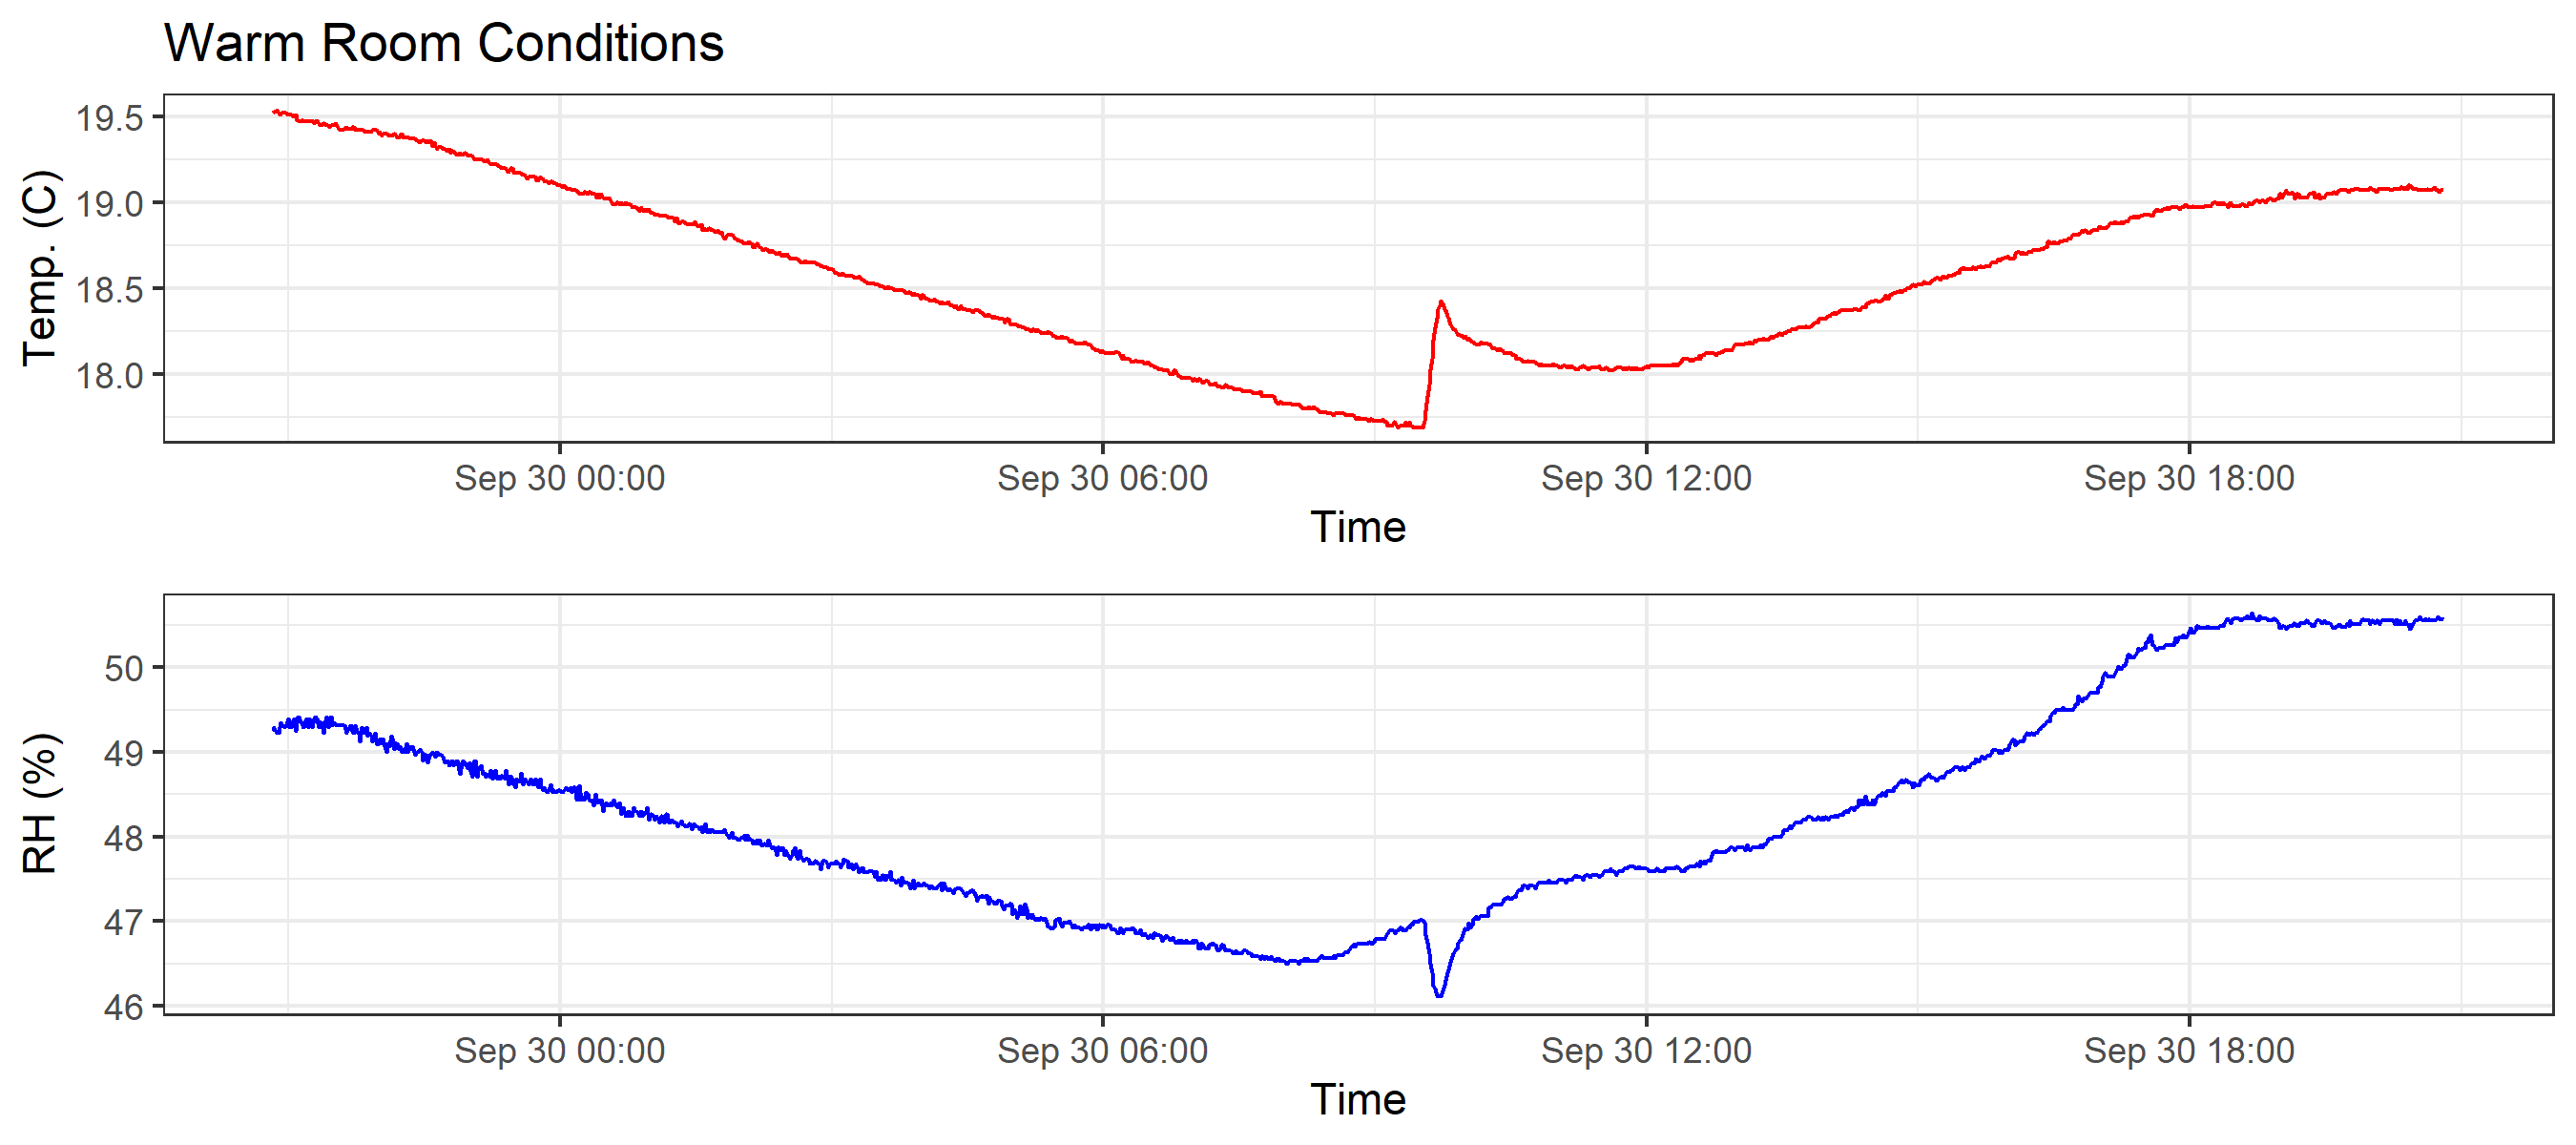 Warm Room Conditions
Temp. (C)
19.5
19.0
18.5
18.0
Sep 30 00:00 Sep 30 06:00 Sep 30 12:00 Sep 30 18:00
Time
RH (%)
50
49
48
47
46
Sep 30 00:00 Sep 30 06:00 Sep 30 12:00 Sep 30 18:00
Time